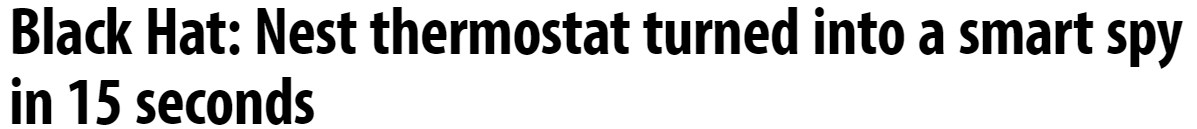 Black Hat: Nest thermostat turned into a smart spy
in 15 seconds